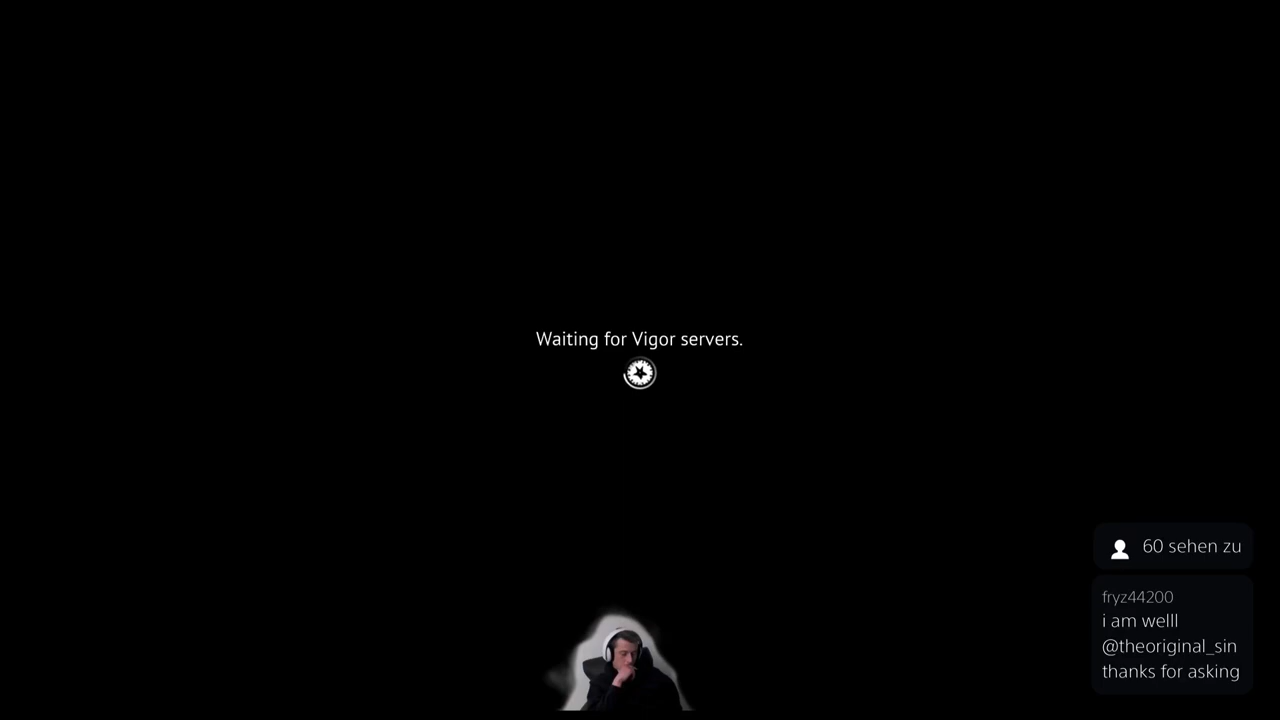 Waiting for Vigor servers.
60 sehen zu
fryz44200
i am welll
@theoriginal_sin
thanks for asking